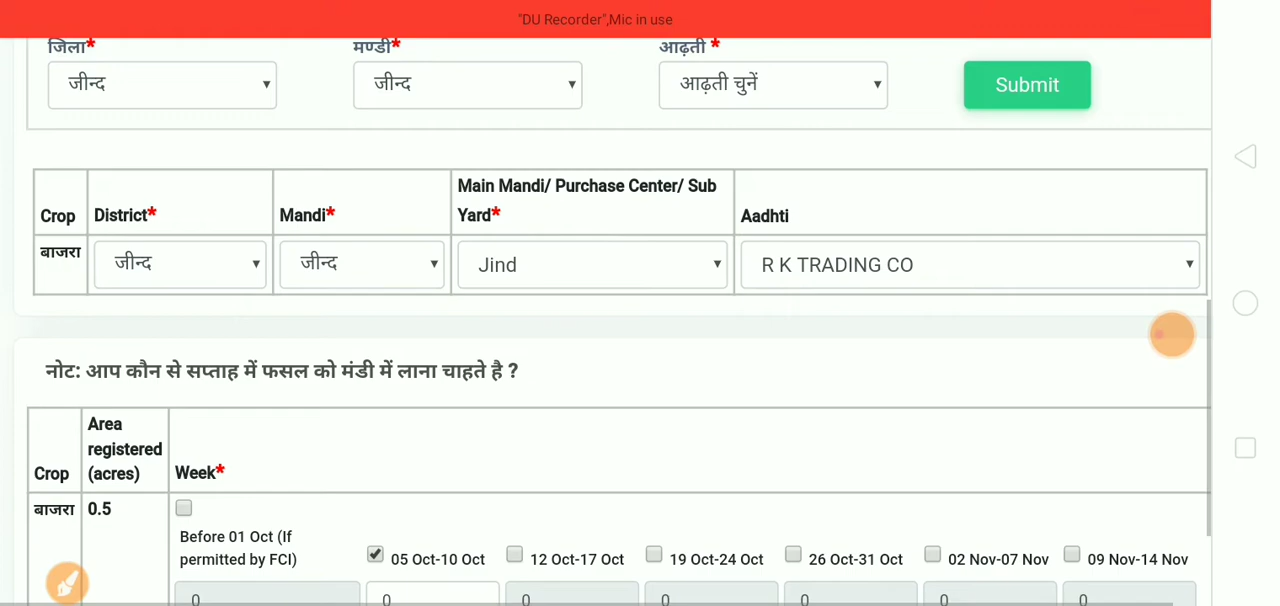 "DU Recorder",Mic in use
जिला* मण्डी* आढ़ती *
जीन्द जीन्द आढ़ती चुनें Submit
Main Mandi/ Purchase Center/ Sub
Crop District* Mandi* Yard* Aadhti
बाजरा जीन्द जीन्द Jind R K TRADING CO
नोट: आप कौन से सप्ताह में फसल को मंडी में लाना चाहते है ?
Area
registered
Crop (acres) Week*
बाजरा 0.5
Before 01 Oct (If
permitted by FCI) 05 Oct-10 Oct 12 Oct-17 Oct 19 Oct-24 Oct 26 Oct-31 Oct 02 Nov-07 Nov 09 Nov-14 Nov
0 0 0 0 0 0 0